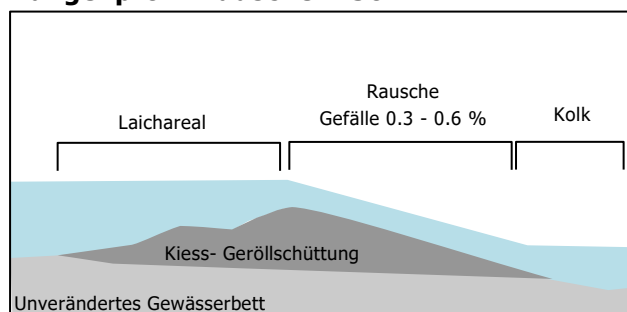 Laichareal
Rausche
Gefälle 0.3 - 0.6 %
Kolk
Kiess- Geröllschüttung
Unverändertes Gewässerbett